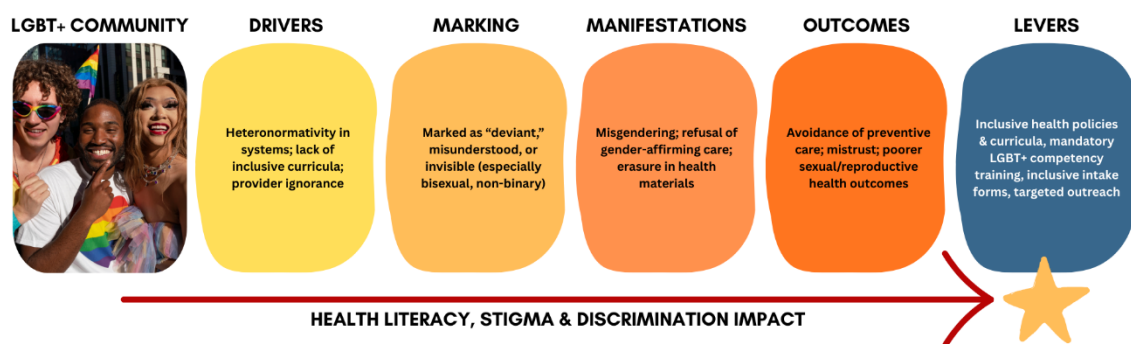 LGBT+ COMMUNITY
DRIVERS
MARKING
MANIFESTATIONS
OUTCOMES
LEVERS
Heteronormativity in
systems; lack of
inclusive curricula;
provider ignorance
Marked as “deviant,”
misunderstood, or
invisible (especially
bisexual, non-binary)
Misgendering; refusal of
gender-affirming care;
erasure in health
materials
Avoidance of preventive
care; mistrust; poorer
sexual/reproductive
health outcomes
Inclusive health policies
& curricula, mandatory
LGBT+ competency
training, inclusive intake
forms, targeted outreach
HEALTH LITERACY, STIGMA & DISCRIMINATION IMPACT